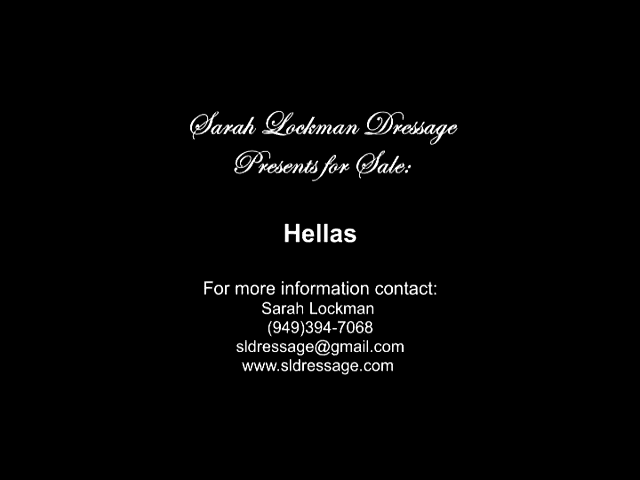 Sarah Lockman Dressage
Presents for Sale:
Hellas
For more information contact:
Sarah Lockman
(949)394-7068
sldressage@gmail.com
www.sldressage.com